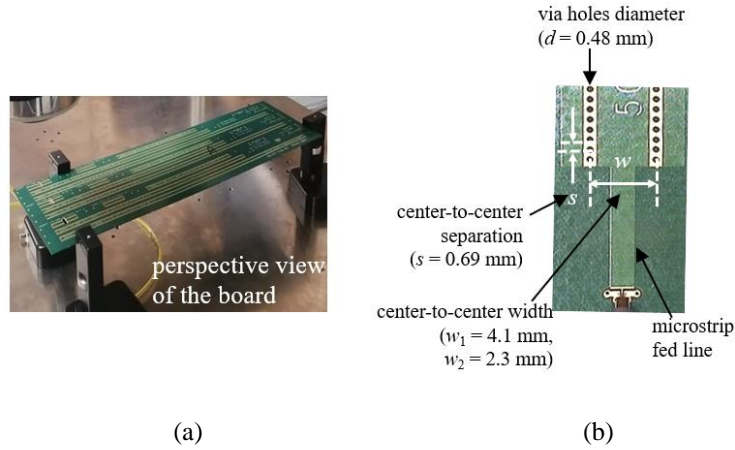 via holes diameter
(d = 0.48 mm)
50
w
s
center-to-center
separation
(s = 0.69 mm)
perspective view
of the board
center-to-center width
(w₁ = 4.1 mm,
w₂ = 2.3 mm)
microstrip
fed line
(a)
(b)